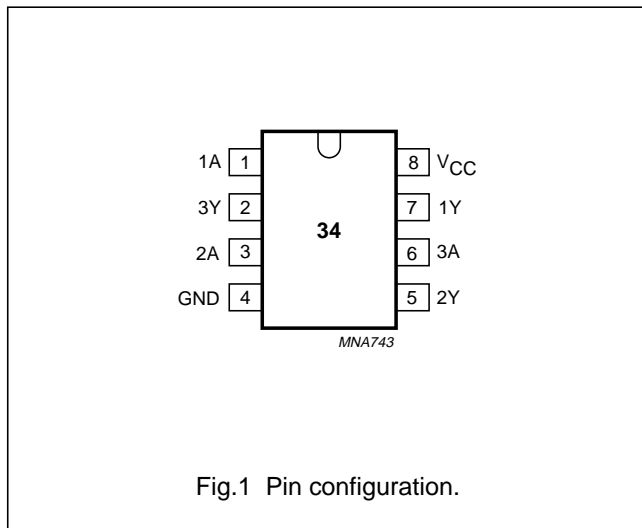 1A 1 8 VCC
3Y 2 7 1Y
34
2A 3 6 3A
GND 4 5 2Y
MNA743
Fig.1 Pin configuration.